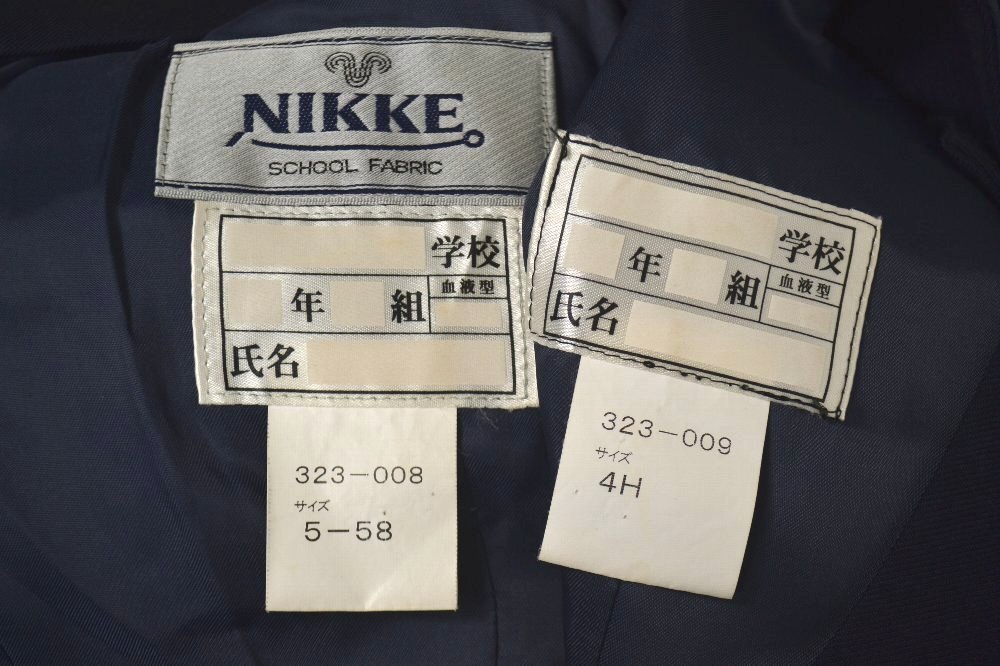 NIKKE
SCHOOL FABRIC
学校
年 組 血液型
氏名
323-008
サイズ
5-58
学校
年 組 血液型
氏名
323-009
サイズ
4H